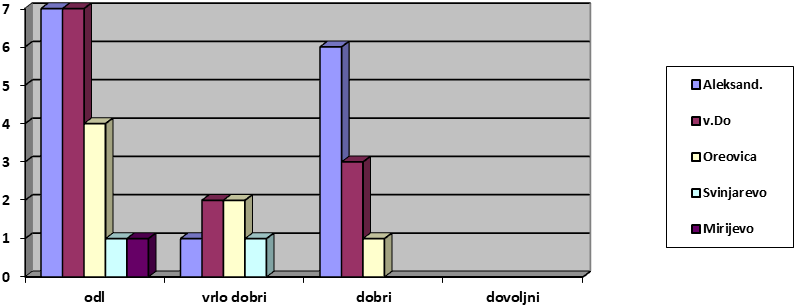 7
6
5
4
3
2
1
0
odl vrlo dobri dobri dovoljni
Aleksand.
v.Do
Oreovica
Svinjarevo
Mirijevo